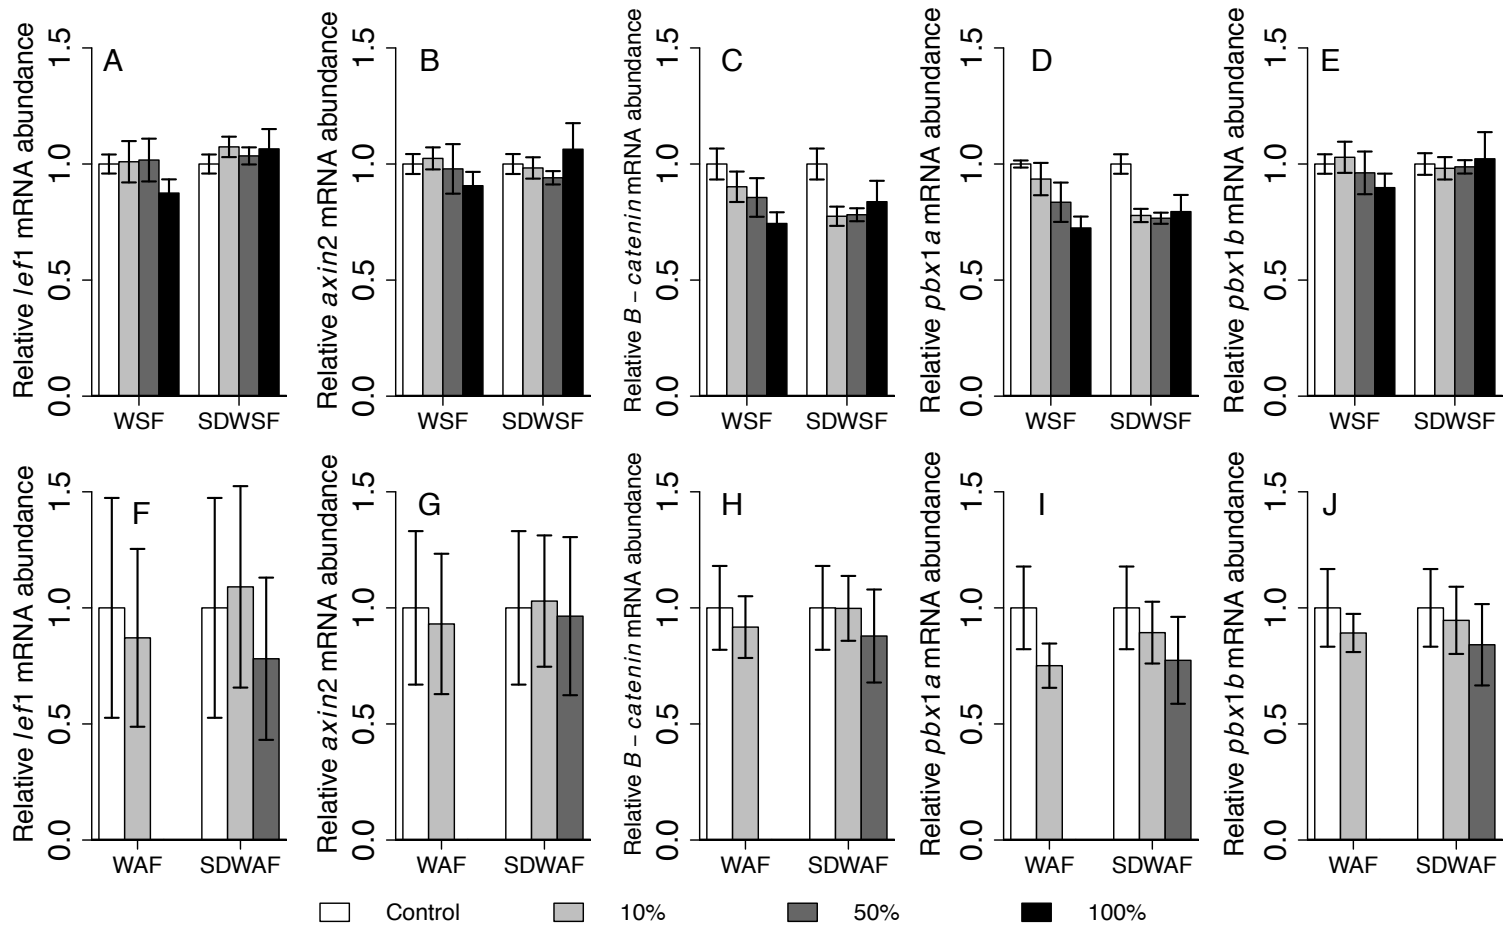 A
Relative lef1 mRNA abundance
0.0 0.5 1.0 1.5
WSF SDWSF
B
Relative axin2 mRNA abundance
0.0 0.5 1.0 1.5
WSF SDWSF
C
Relative B − catenin mRNA abundance
0.0 0.5 1.0 1.5
WSF SDWSF
D
Relative pbx1a mRNA abundance
0.0 0.5 1.0 1.5
WSF SDWSF
E
Relative pbx1b mRNA abundance
0.0 0.5 1.0 1.5
WSF SDWSF
F
Relative lef1 mRNA abundance
0.0 0.5 1.0 1.5
WAF SDWAF
G
Relative axin2 mRNA abundance
0.0 0.5 1.0 1.5
WAF SDWAF
H
Relative B − catenin mRNA abundance
0.0 0.5 1.0 1.5
WAF SDWAF
I
Relative pbx1a mRNA abundance
0.0 0.5 1.0 1.5
WAF SDWAF
J
Relative pbx1b mRNA abundance
0.0 0.5 1.0 1.5
WAF SDWAF
Control 10% 50% 100%